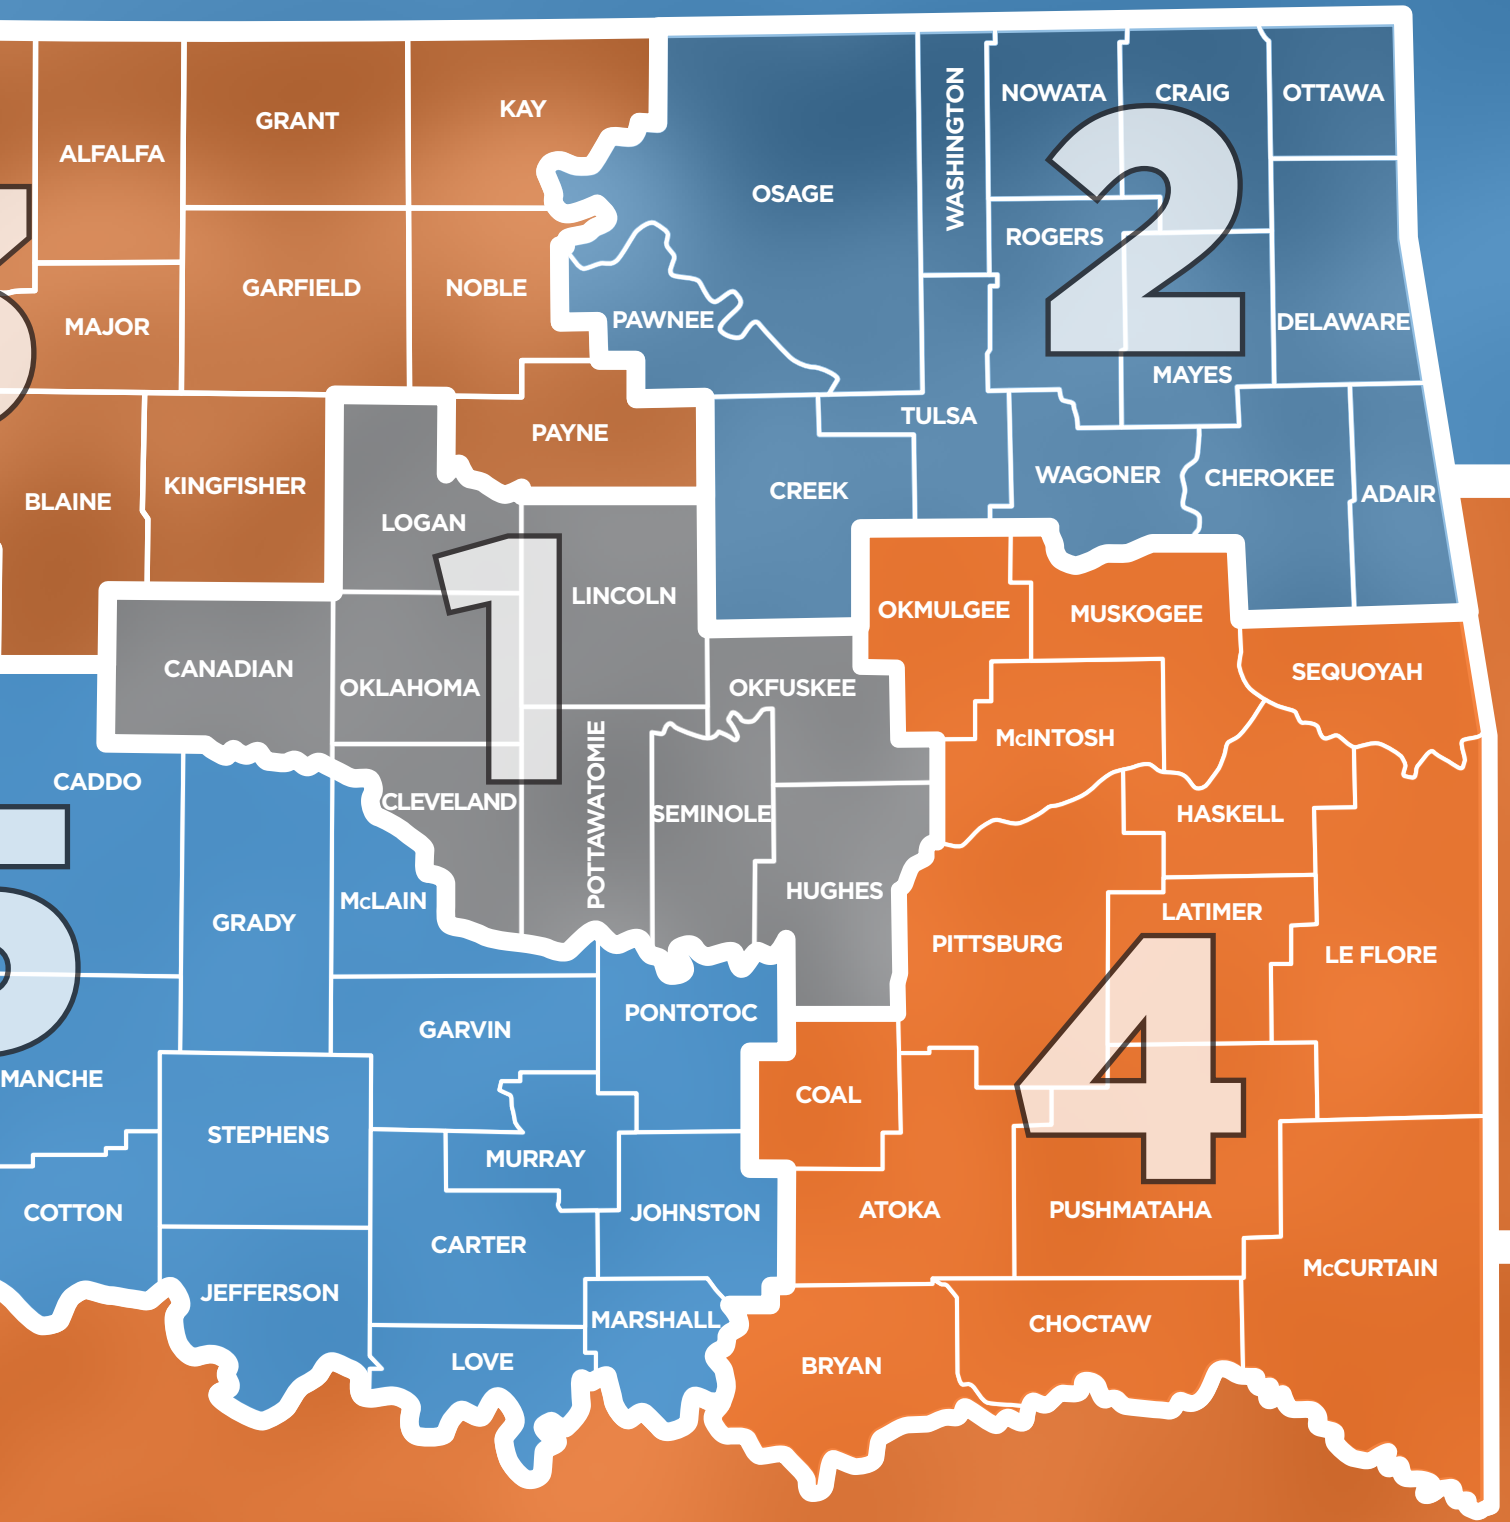 GRANT
KAY
ALFALFA
NOWATA
CRAIG
OTTAWA
WASHINGTON
OSAGE
2
ROGERS
GARFIELD
NOBLE
MAJOR
PAWNEE
DELAWARE
MAYES
TULSA
PAYNE
BLAINE
KINGFISHER
LOGAN
CREEK
WAGONER
CHEROKEE
ADAIR
1
LINCOLN
OKMULGEE
MUSKOGEE
CANADIAN
OKLAHOMA
OKFUSKEE
SEQUOYAH
McINTOSH
CADDO
CLEVELAND
POTTAWATOMIE
SEMINOLE
HASKELL
HUGHES
McLAIN
GRADY
LATIMER
PITTSBURG
LE FLORE
4
PONTOTOC
GARVIN
MANCHE
COAL
STEPHENS
MURRAY
COTTON
JOHNSTON
ATOKA
PUSHMATAHA
CARTER
McCURTAIN
JEFFERSON
MARSHALL
CHOCTAW
LOVE
BRYAN